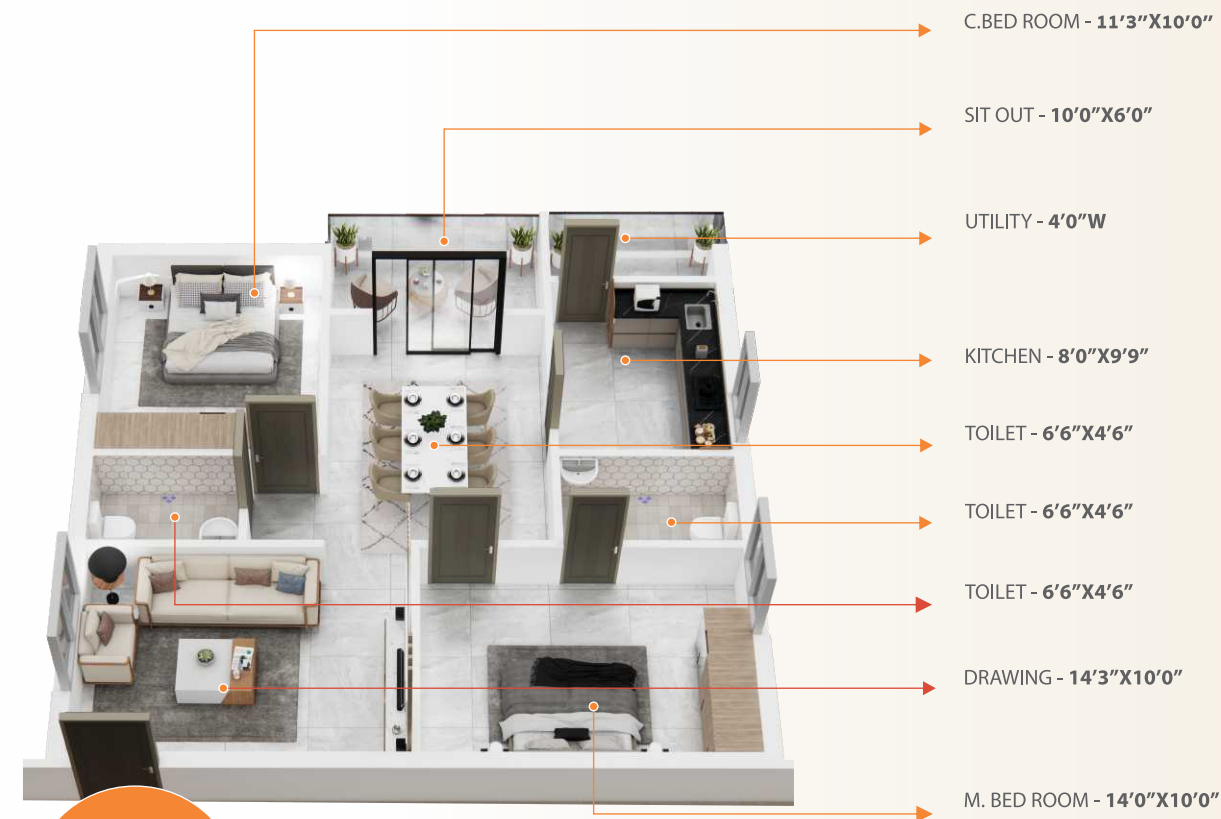 C.BED ROOM - 11’3”X10’0”
SIT OUT - 10’0”X6’0”
UTILITY - 4’0”W
KITCHEN - 8’0”X9’9”
TOILET - 6’6”X4’6”
TOILET - 6’6”X4’6”
TOILET - 6’6”X4’6”
DRAWING - 14’3”X10’0”
M. BED ROOM - 14’0”X10’0”